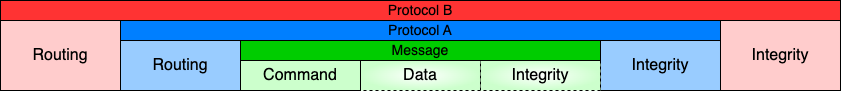 Protocol B
Protocol A
Message
Routing
Routing
Command
Data
Integrity
Integrity
Integrity